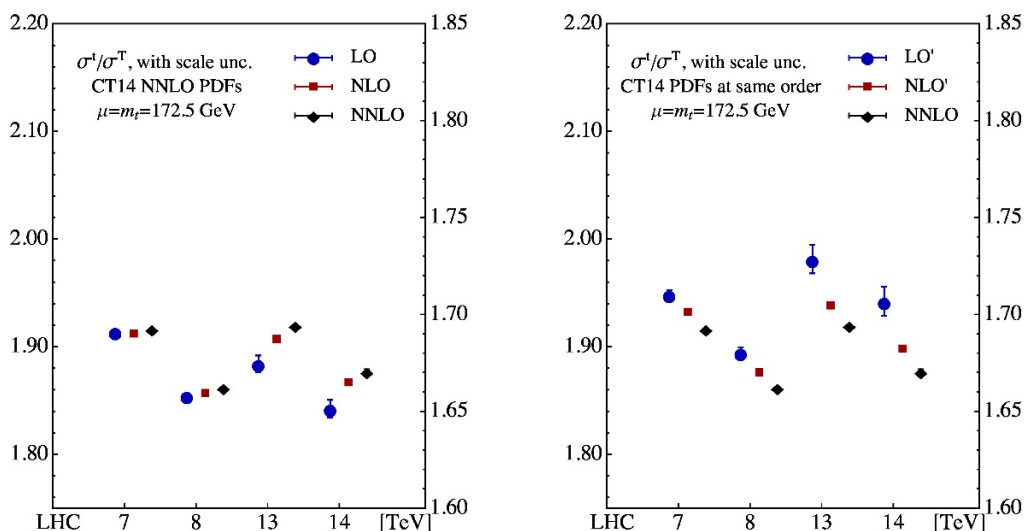 2.20
2.10
2.00
1.90
1.80
σᵗ/σᵀ, with scale unc.
CT14 NNLO PDFs
μ=mₜ=172.5 GeV
LO
NLO
NNLO
1.85
1.80
1.75
1.70
1.65
1.60
LHC 7 8 13 14 [TeV]
2.20
2.10
2.00
1.90
1.80
σᵗ/σᵀ, with scale unc.
CT14 PDFs at same order
μ=mₜ=172.5 GeV
LO'
NLO'
NNLO
1.85
1.80
1.75
1.70
1.65
1.60
LHC 7 8 13 14 [TeV]